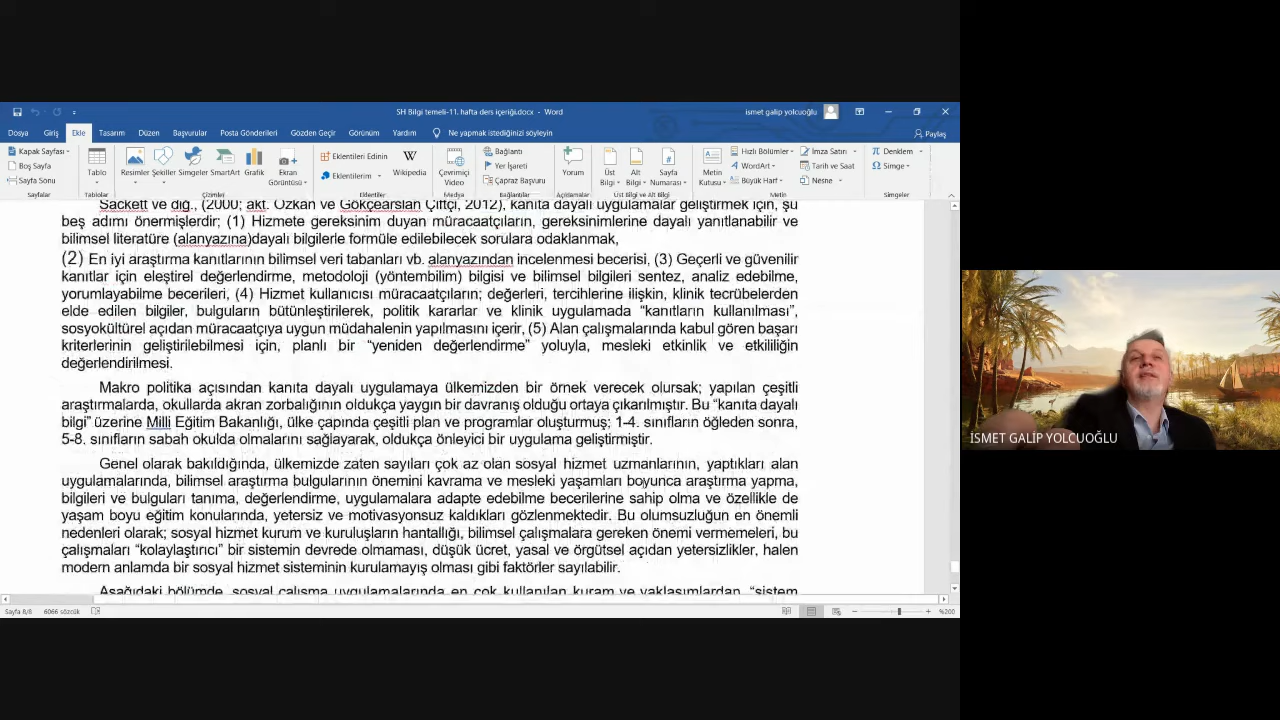 SH Bilgi temeli-11. hafta ders içeriği.docx - Word
ismet galip yolcuoğlu
Dosya Giriş Ekle Tasarım Düzen Başvurular Posta Gönderileri Gözden Geçir Görünüm Yardım Ne yapmak istediğinizi söyleyin
Paylaş
Kapak Sayfası
Boş Sayfa
Sayfa Sonu
Sayfalar
Tablo
Tablolar
Resimler Şekiller Simgeler SmartArt Grafik Ekran Görüntüsü
Çizimler
Eklentileri Edinin
Eklentilerim
Wikipedia
Eklentiler
Çevrimiçi Video
Medya
Bağlantı
Yer İşareti
Çapraz Başvuru
Bağlantılar
Yorum
Açıklamalar
Üst Bilgi Alt Bilgi Sayfa Numarası
Üst Bilgi ve Alt Bilgi
Metin Kutusu
Hızlı Bölümler
WordArt
Büyük Harf
İmza Satırı
Tarih ve Saat
Nesne
Metin
Denklem
Simge
Simgeler
Sackett ve diğ., (2000; akt. Özkan ve Gökçearslan Çiftçi, 2012), kanıta dayalı uygulamalar geliştirmek için, şu
beş adımı önermişlerdir; (1) Hizmete gereksinim duyan müracaatçıların, gereksinimlerine dayalı yanıtlanabilir ve
bilimsel literatüre (alanyazına)dayalı bilgilerle formüle edilebilecek sorulara odaklanmak,
(2) En iyi araştırma kanıtlarının bilimsel veri tabanları vb. alanyazından incelenmesi becerisi, (3) Geçerli ve güvenilir
kanıtlar için eleştirel değerlendirme, metodoloji (yöntembilim) bilgisi ve bilimsel bilgileri sentez, analiz edebilme,
yorumlayabilme becerileri, (4) Hizmet kullanıcısı müracaatçıların; değerleri, tercihlerine ilişkin, klinik tecrübelerden
elde edilen bilgiler, bulguların bütünleştirilerek, politik kararlar ve klinik uygulamada “kanıtların kullanılması”,
sosyokültürel açıdan müracaatçıya uygun müdahalenin yapılmasını içerir, (5) Alan çalışmalarında kabul gören başarı
kriterlerinin geliştirilebilmesi için, planlı bir “yeniden değerlendirme” yoluyla, mesleki etkinlik ve etkililiğin
değerlendirilmesi.
Makro politika açısından kanıta dayalı uygulamaya ülkemizden bir örnek verecek olursak; yapılan çeşitli
araştırmalarda, okullarda akran zorbalığının oldukça yaygın bir davranış olduğu ortaya çıkarılmıştır. Bu “kanıta dayalı
bilgi” üzerine Milli Eğitim Bakanlığı, ülke çapında çeşitli plan ve programlar oluşturmuş; 1-4. sınıfların öğleden sonra,
5-8. sınıfların sabah okulda olmalarını sağlayarak, oldukça önleyici bir uygulama geliştirmiştir.
Genel olarak bakıldığında, ülkemizde zaten sayıları çok az olan sosyal hizmet uzmanlarının, yaptıkları alan
uygulamalarında, bilimsel araştırma bulgularının önemini kavrama ve mesleki yaşamları boyunca araştırma yapma,
bilgileri ve bulguları tanıma, değerlendirme, uygulamalara adapte edebilme becerilerine sahip olma ve özellikle de
yaşam boyu eğitim konularında, yetersiz ve motivasyonsuz kaldıkları gözlenmektedir. Bu olumsuzluğun en önemli
nedenleri olarak; sosyal hizmet kurum ve kuruluşların hantallığı, bilimsel çalışmalara gereken önemi vermemeleri, bu
çalışmaları “kolaylaştırıcı” bir sistemin devrede olmaması, düşük ücret, yasal ve örgütsel açıdan yetersizlikler, halen
modern anlamda bir sosyal hizmet sisteminin kurulamayış olması gibi faktörler sayılabilir.
Aşağıdaki bölümde, sosyal çalışma uygulamalarında en çok kullanılan kuram ve yaklaşımlardan, “sistem
Sayfa 8/8 6066 sözcük
%200
İSMET GALİP YOLCUOĞLU